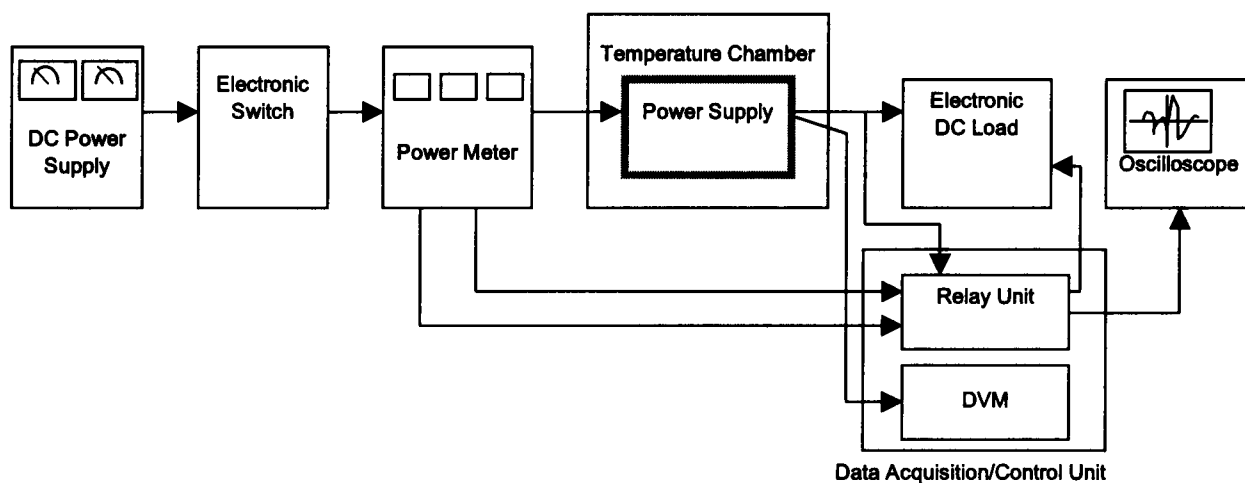 DC Power
Supply
Electronic
Switch
Power Meter
Temperature Chamber
Power Supply
Electronic
DC Load
Oscilloscope
Relay Unit
DVM
Data Acquisition/Control Unit